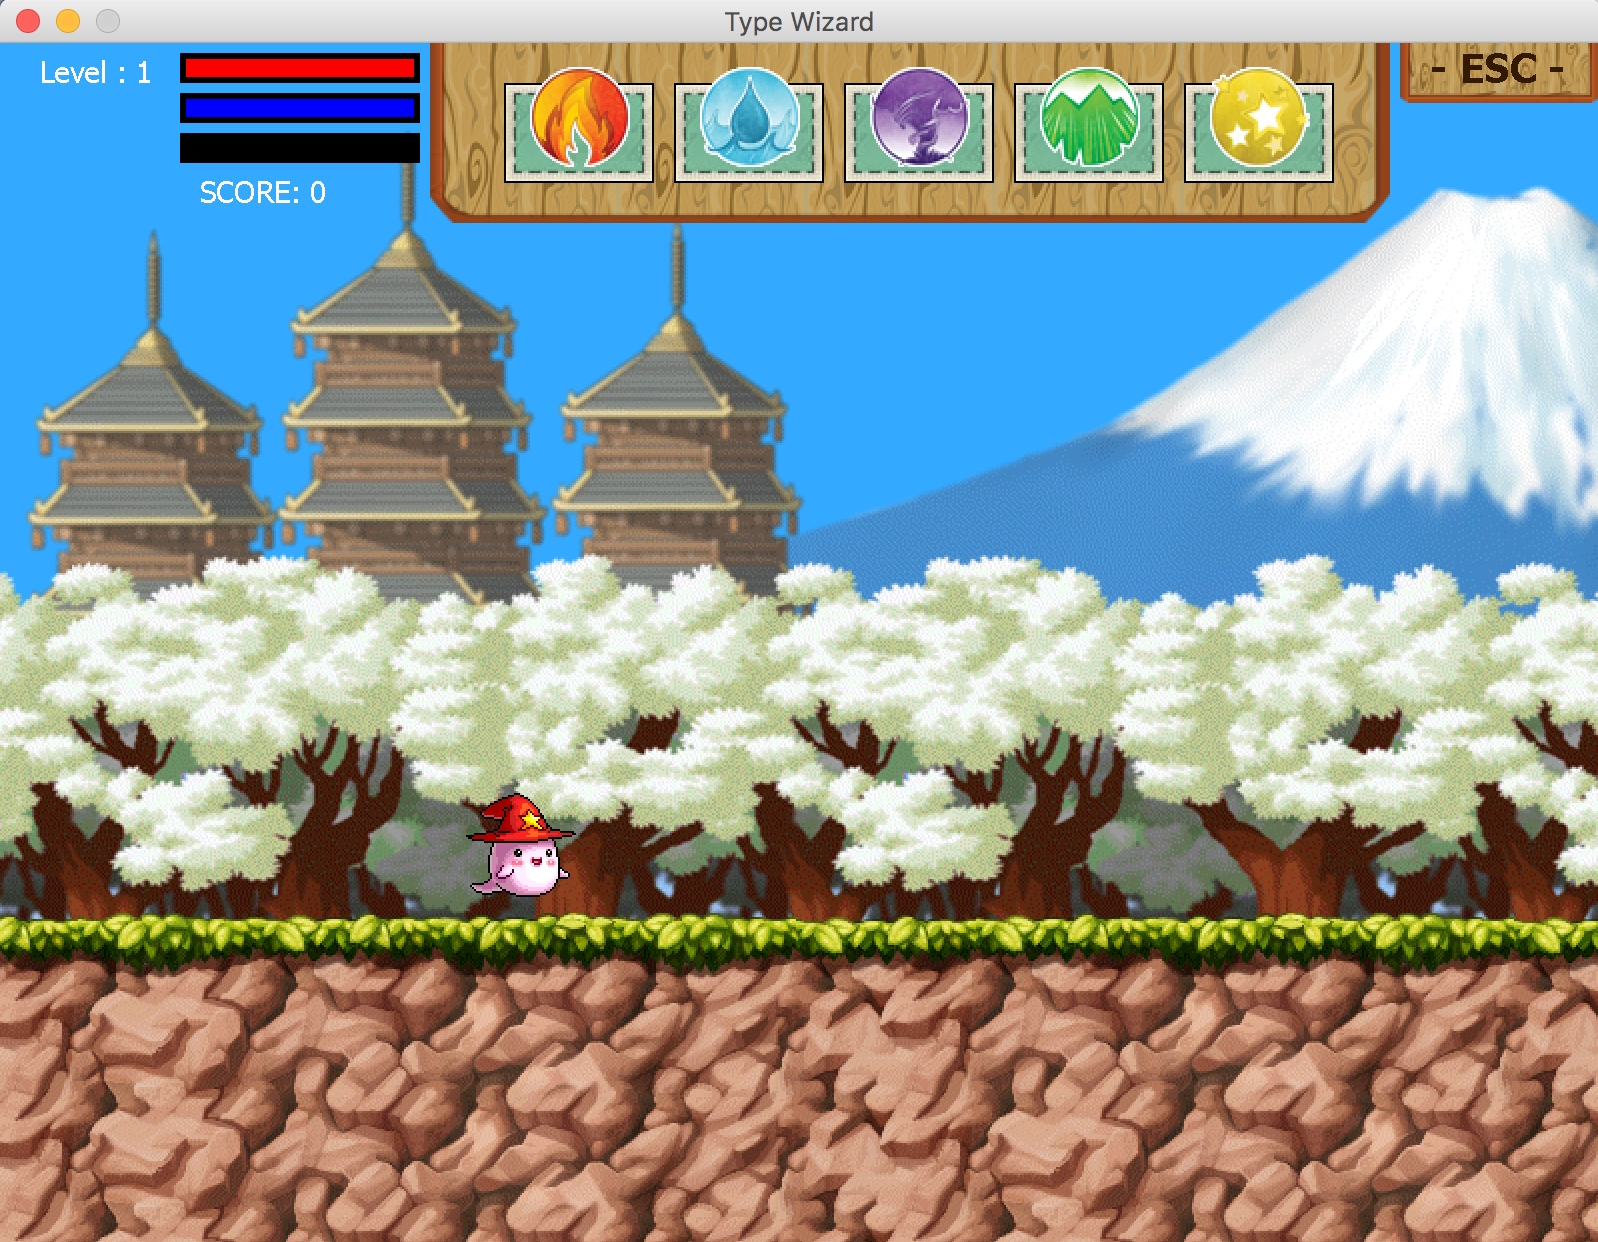 Type Wizard
Level : 1
SCORE: 0
- ESC -